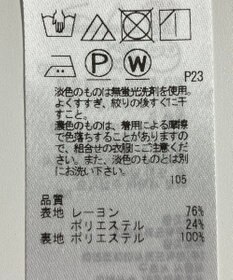 P W
P23
淡色のものは無蛍光洗剤を使用。
よくすすぎ、絞りの後すぐに干
すこと。
濃色のものは、着用による摩擦
で色落ちすることがありますの
で、組合せの衣服にご注意くだ
さい。また、淡色のものとは別
にお洗い下さい。
105
品質
表地 レーヨン 76%
ポリエステル 24%
裏地 ポリエステル 100%